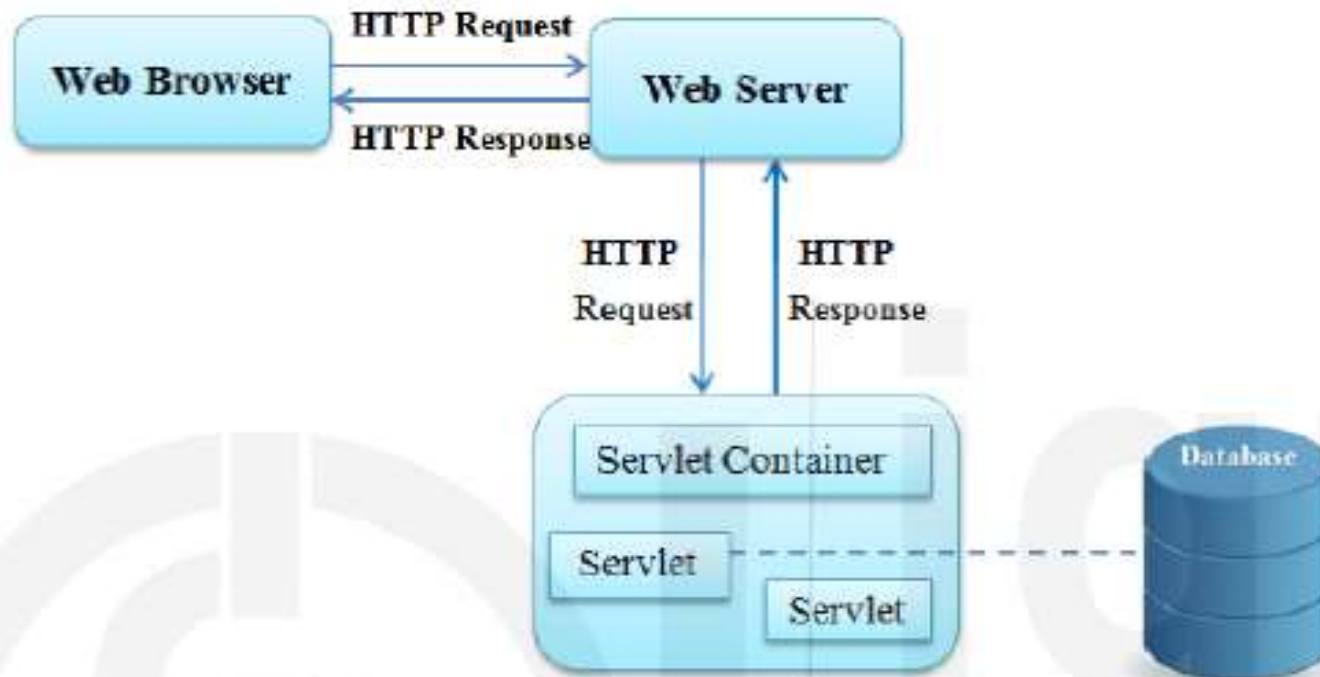 HTTP Request
Web Browser
Web Server
HTTP Response
HTTP
Request
HTTP
Response
Servlet Container
Database
Servlet
Servlet